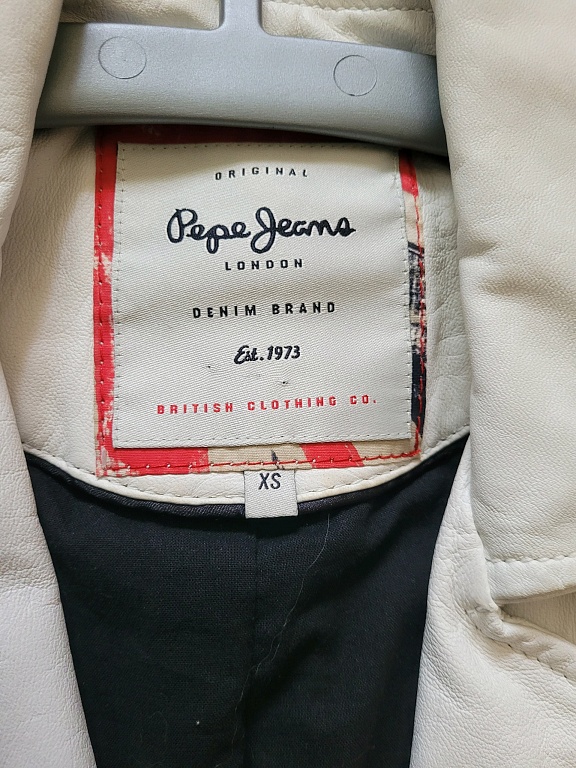 ORIGINAL
Pepe Jeans
LONDON
DENIM BRAND
Est. 1973
BRITISH CLOTHING CO.
XS